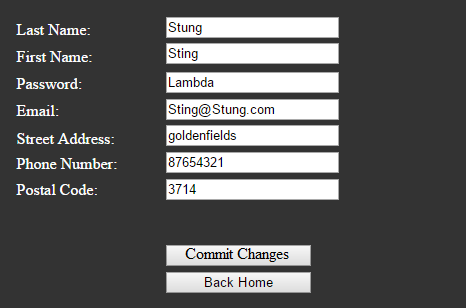 Last Name: Stung
First Name: Sting
Password: Lambda
Email: Sting@Stung.com
Street Address: goldenfields
Phone Number: 87654321
Postal Code: 3714
Commit Changes
Back Home